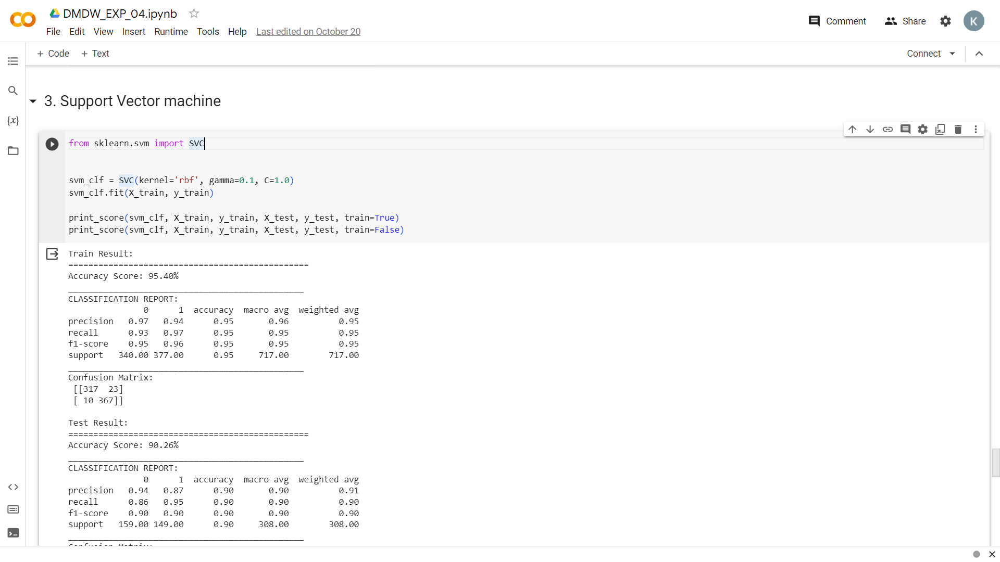 DMDW_EXP_04.ipynb
File Edit View Insert Runtime Tools Help Last edited on October 20
Comment Share K
+ Code + Text Connect
{x}
3. Support Vector machine
from sklearn.svm import SVC
svm_clf = SVC(kernel='rbf', gamma=0.1, C=1.0)
svm_clf.fit(X_train, y_train)
print_score(svm_clf, X_train, y_train, X_test, y_test, train=True)
print_score(svm_clf, X_train, y_train, X_test, y_test, train=False)
Train Result:
================================================
Accuracy Score: 95.40%
_______________________________________________
CLASSIFICATION REPORT:
0 1 accuracy macro avg weighted avg
precision 0.97 0.94 0.95 0.96 0.95
recall 0.93 0.97 0.95 0.95 0.95
f1-score 0.95 0.96 0.95 0.95 0.95
support 340.00 377.00 0.95 717.00 717.00
_______________________________________________
Confusion Matrix:
[[317 23]
[ 10 367]]
Test Result:
================================================
Accuracy Score: 90.26%
_______________________________________________
CLASSIFICATION REPORT:
0 1 accuracy macro avg weighted avg
precision 0.94 0.87 0.90 0.90 0.91
recall 0.86 0.95 0.90 0.90 0.90
f1-score 0.90 0.90 0.90 0.90 0.90
support 159.00 149.00 0.90 308.00 308.00
_______________________________________________